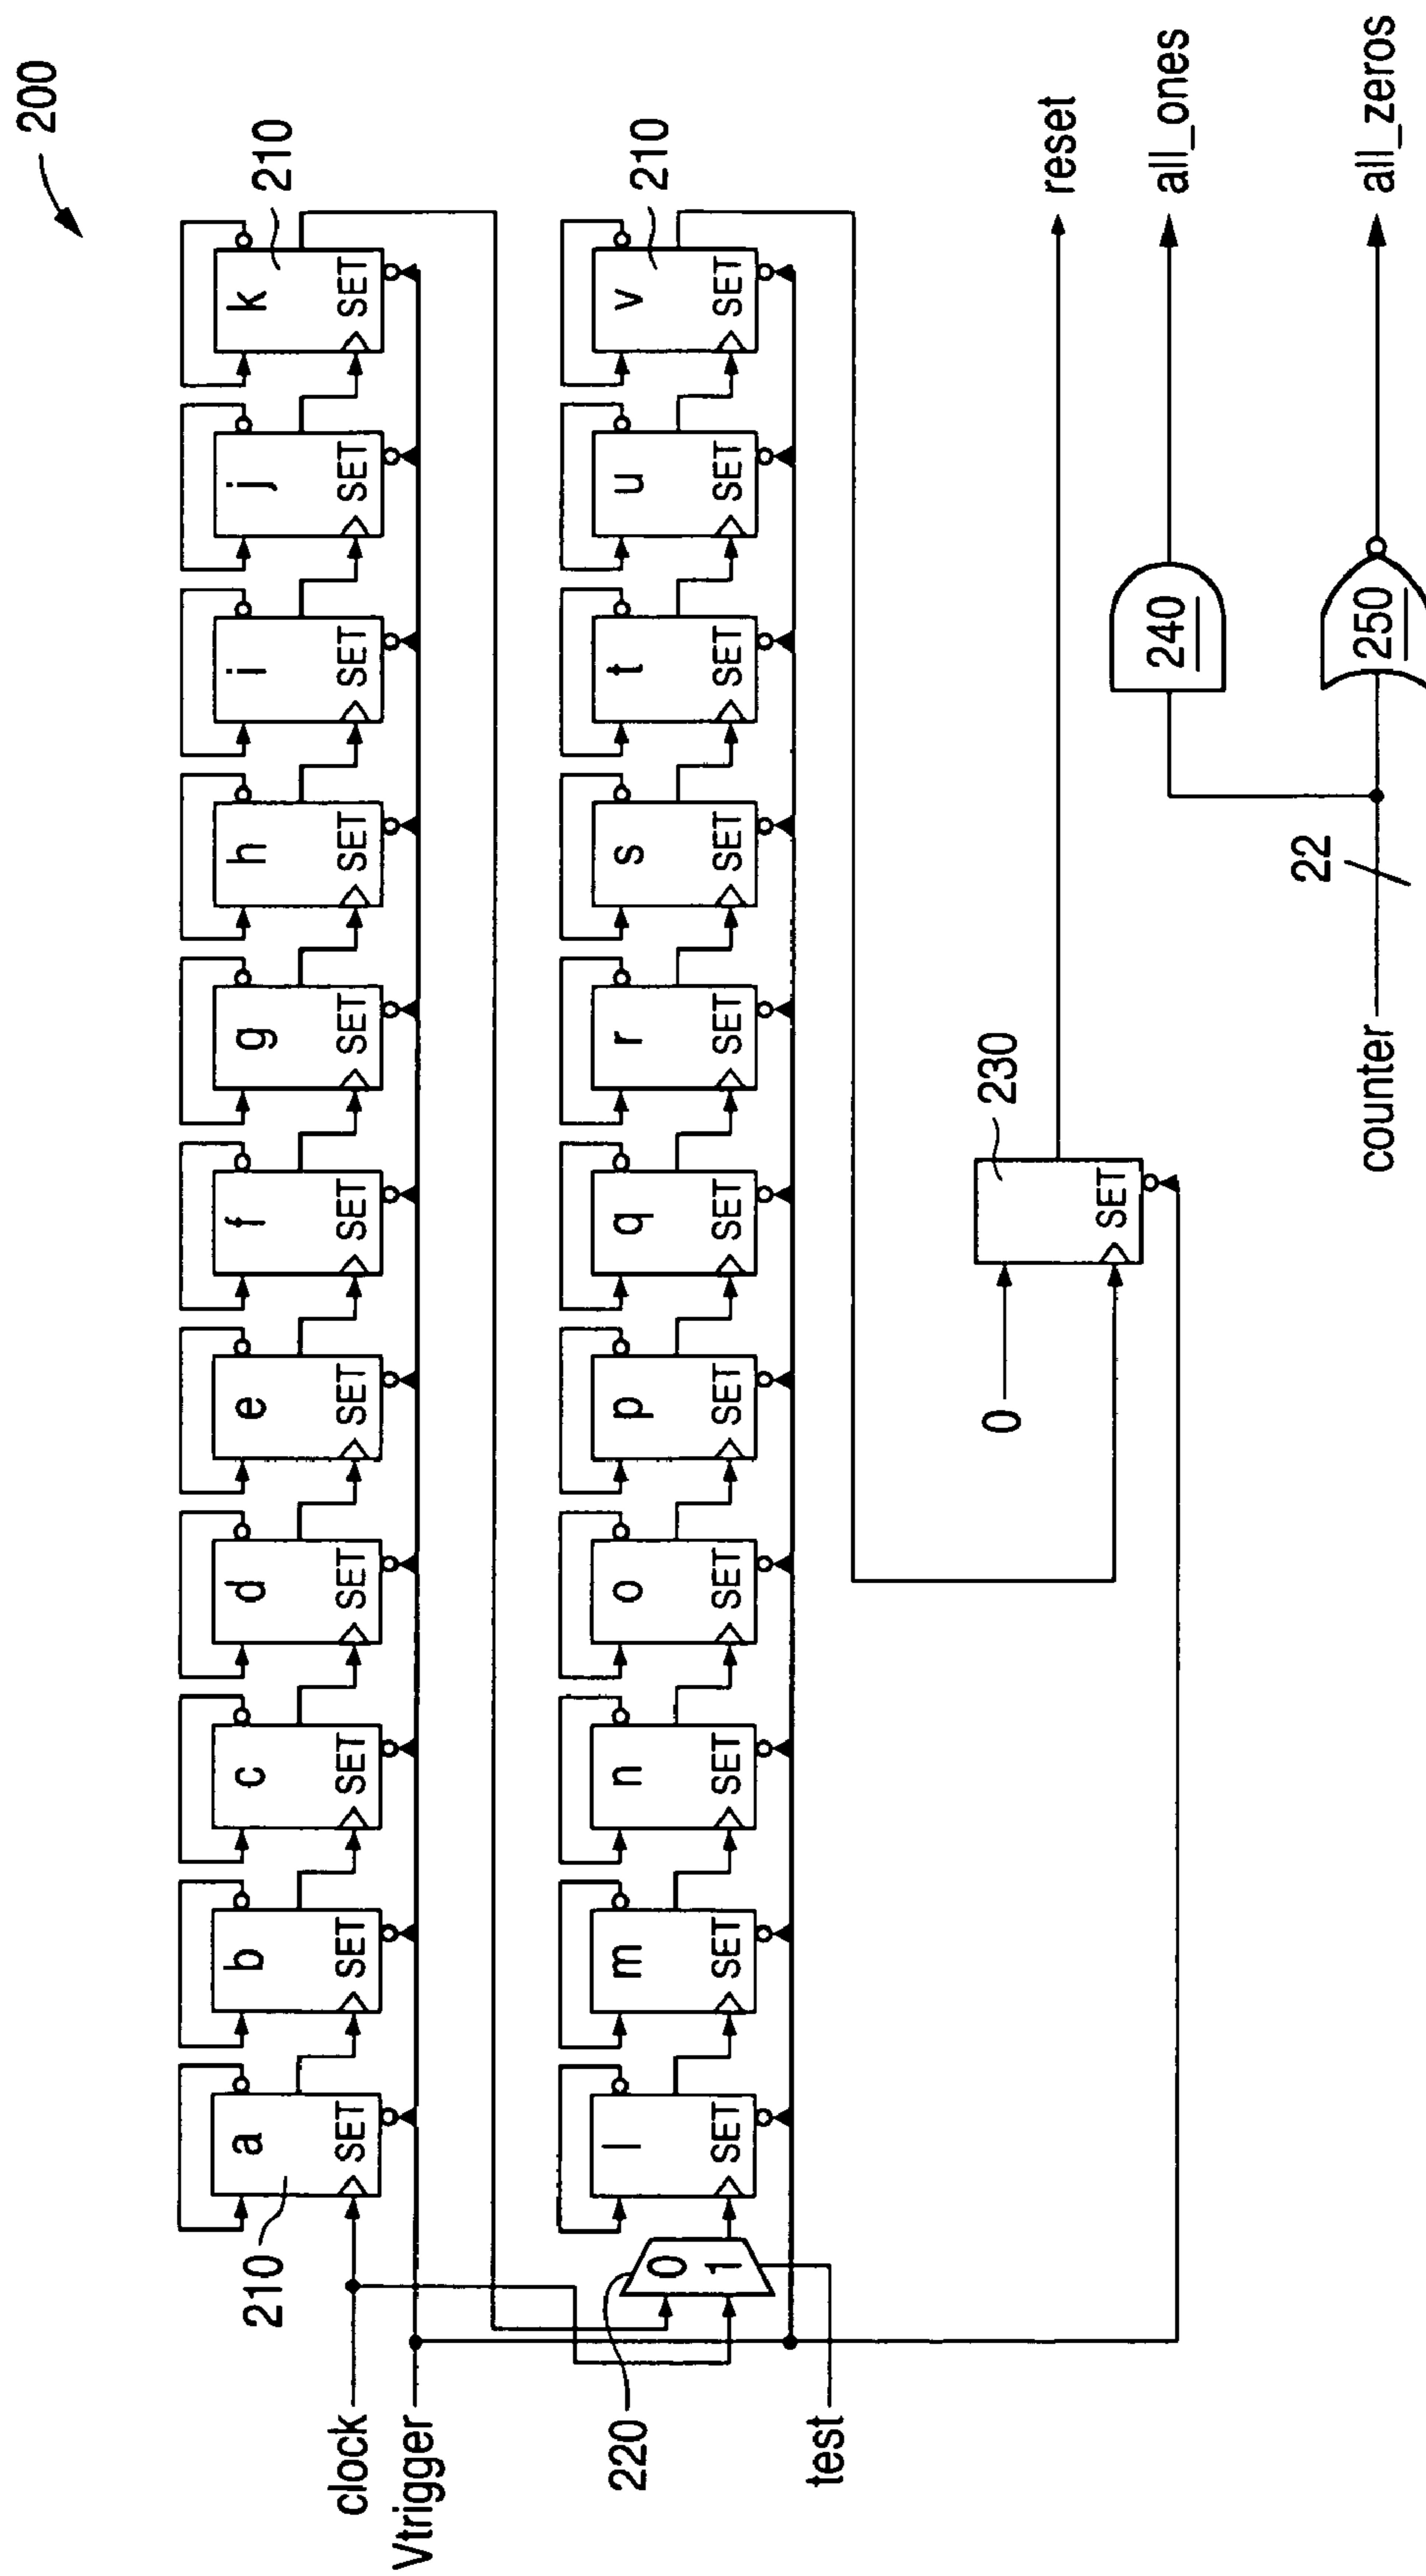 200
210
a
SET
b
SET
c
SET
d
SET
e
SET
f
SET
g
SET
h
SET
i
SET
j
SET
k
SET
210
clock
Vtrigger
220
0
1
test
l
SET
m
SET
n
SET
o
SET
p
SET
q
SET
r
SET
s
SET
t
SET
u
SET
v
SET
210
0
230
SET
reset
counter
22
240
all_ones
250
all_zeros